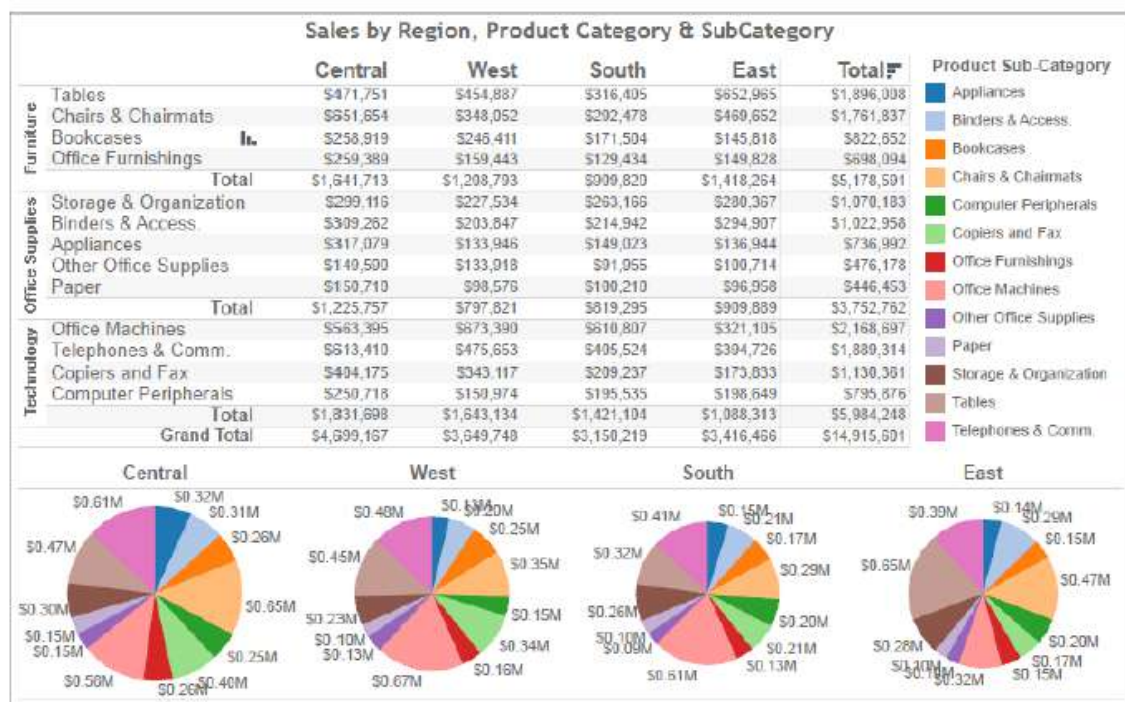 Sales by Region, Product Category & SubCategory
Central West South East Total
Furniture
Tables $471,751 $454,887 $316,405 $652,965 $1,896,008
Chairs & Chairmats $651,654 $348,052 $292,478 $469,652 $1,761,837
Bookcases $258,919 $246,411 $171,504 $145,818 $822,652
Office Furnishings $259,389 $159,443 $129,434 $149,828 $698,094
Total $1,641,713 $1,208,793 $909,820 $1,418,264 $5,178,591
Office Supplies
Storage & Organization $299,116 $227,534 $263,166 $280,367 $1,070,183
Binders & Access. $309,262 $203,847 $214,942 $294,907 $1,022,958
Appliances $317,079 $133,946 $149,023 $136,944 $736,992
Other Office Supplies $149,590 $133,918 $91,955 $100,714 $476,178
Paper $150,710 $98,576 $100,210 $96,958 $446,453
Total $1,225,757 $797,821 $819,295 $909,889 $3,752,762
Technology
Office Machines $563,395 $673,390 $610,807 $321,105 $2,168,697
Telephones & Comm. $613,410 $475,653 $405,524 $394,726 $1,889,314
Copiers and Fax $404,175 $343,117 $209,237 $173,833 $1,130,361
Computer Peripherals $250,718 $150,974 $195,535 $198,649 $795,876
Total $1,831,698 $1,643,134 $1,421,104 $1,088,313 $5,984,248
Grand Total $4,699,167 $3,649,748 $3,150,219 $3,416,466 $14,915,601
Product Sub-Category
Appliances
Binders & Access.
Bookcases
Chairs & Chairmats
Computer Peripherals
Copiers and Fax
Office Furnishings
Office Machines
Other Office Supplies
Paper
Storage & Organization
Tables
Telephones & Comm.
Central
$0.32M
$0.31M
$0.26M
$0.65M
$0.25M
$0.40M
$0.26M
$0.56M
$0.15M
$0.15M
$0.30M
$0.47M
$0.61M
West
$0.13M
$0.20M
$0.25M
$0.35M
$0.15M
$0.34M
$0.16M
$0.67M
$0.13M
$0.10M
$0.23M
$0.45M
$0.48M
South
$0.15M
$0.21M
$0.17M
$0.29M
$0.20M
$0.21M
$0.13M
$0.61M
$0.09M
$0.10M
$0.26M
$0.32M
$0.41M
East
$0.14M
$0.29M
$0.15M
$0.47M
$0.20M
$0.17M
$0.15M
$0.32M
$0.10M
$0.28M
$0.65M
$0.39M